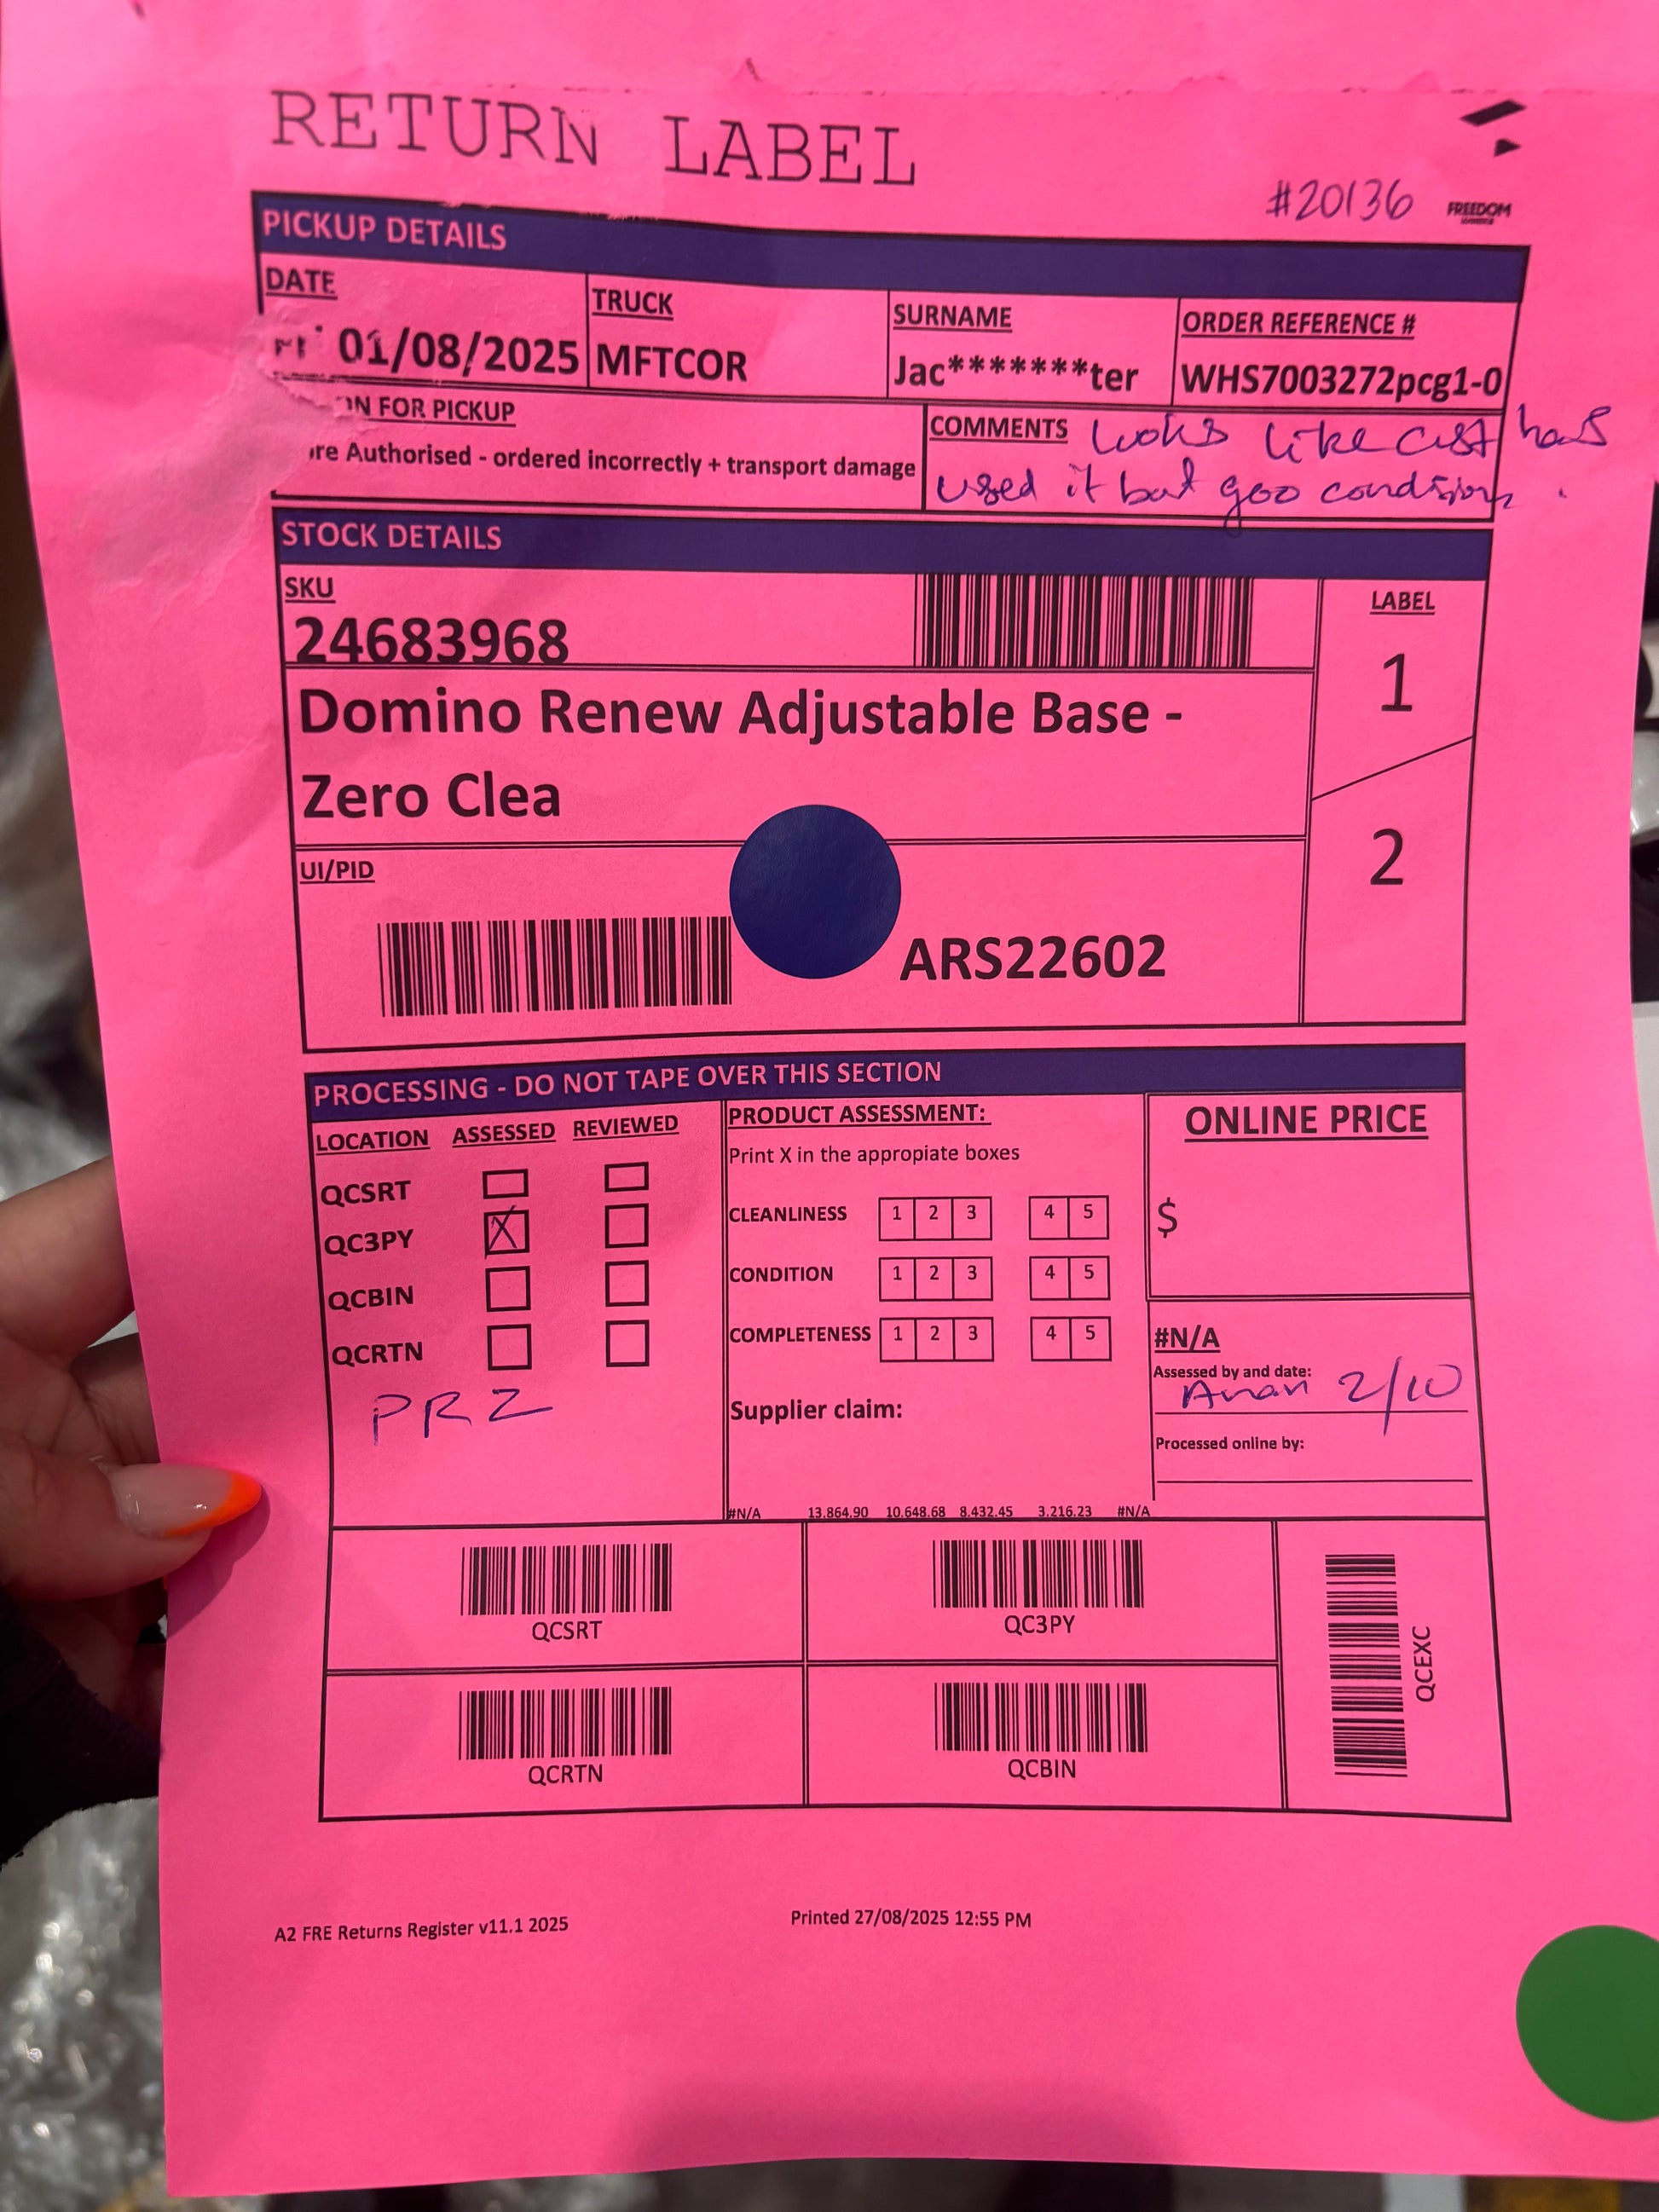 RETURN LABEL
#20136
FREEDOM
PICKUP DETAILS
DATE TRUCK SURNAME ORDER REFERENCE #
01/08/2025 MFTCOR Jac*******ter WHS7003272pcg1-0
FOR PICKUP
Authorised - ordered incorrectly + transport damage
COMMENTS looks like cust has
used it but goo condision.
STOCK DETAILS
SKU
24683968
LABEL
1
2
Domino Renew Adjustable Base -
Zero Clea
UI/PID
ARS22602
PROCESSING - DO NOT TAPE OVER THIS SECTION
LOCATION ASSESSED REVIEWED
QCSRT
QC3PY X
QCBIN
QCRTN
PRZ
PRODUCT ASSESSMENT:
Print X in the appropiate boxes
CLEANLINESS 1 2 3 4 5
CONDITION 1 2 3 4 5
COMPLETENESS 1 2 3 4 5
Supplier claim:
#N/A 13,864.90 10,648.68 8,432.45 3,216.23 #N/A
ONLINE PRICE
$
#N/A
Assessed by and date:
2/10
Processed online by:
QCSRT
QC3PY
QCEXC
QCRTN
QCBIN
A2 FRE Returns Register v11.1 2025
Printed 27/08/2025 12:55 PM